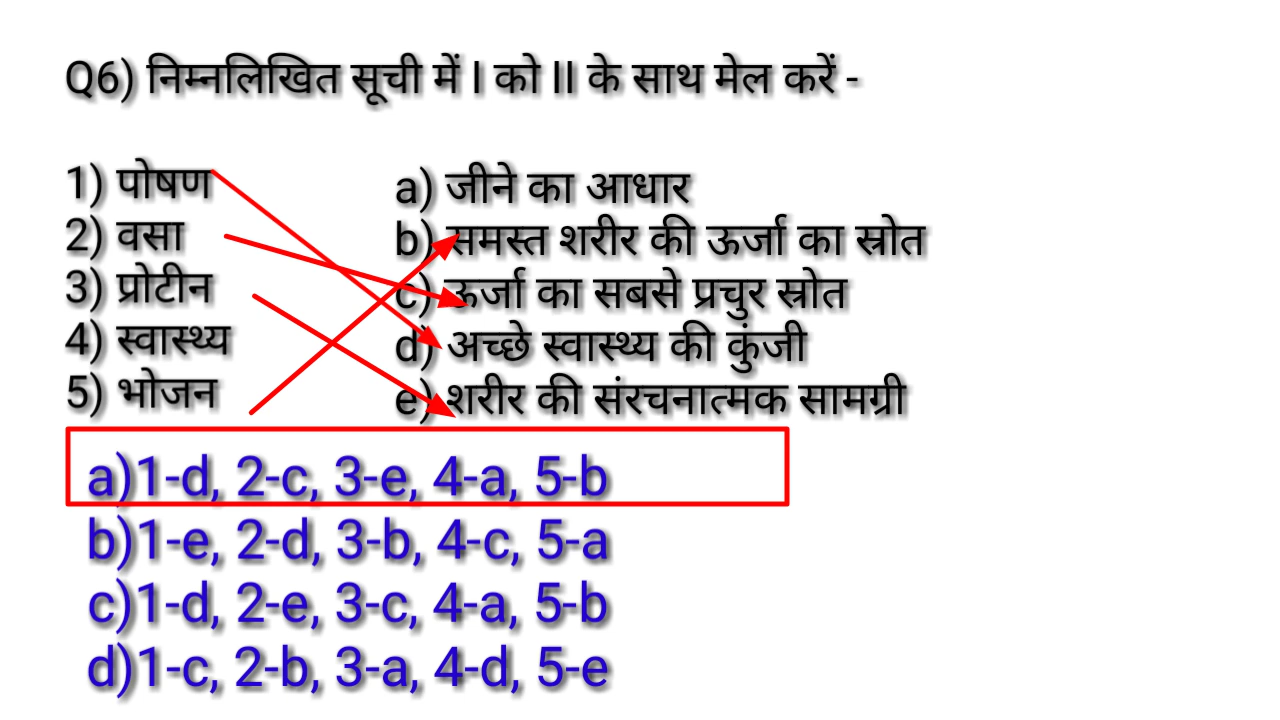 Q6) निम्नलिखित सूची में I को II के साथ मेल करें -
1) पोषण
2) वसा
3) प्रोटीन
4) स्वास्थ्य
5) भोजन
a) जीने का आधार
b) समस्त शरीर की ऊर्जा का स्रोत
c) ऊर्जा का सबसे प्रचुर स्रोत
d) अच्छे स्वास्थ्य की कुंजी
e) शरीर की संरचनात्मक सामग्री
a)1-d, 2-c, 3-e, 4-a, 5-b
b)1-e, 2-d, 3-b, 4-c, 5-a
c)1-d, 2-e, 3-c, 4-a, 5-b
d)1-c, 2-b, 3-a, 4-d, 5-e